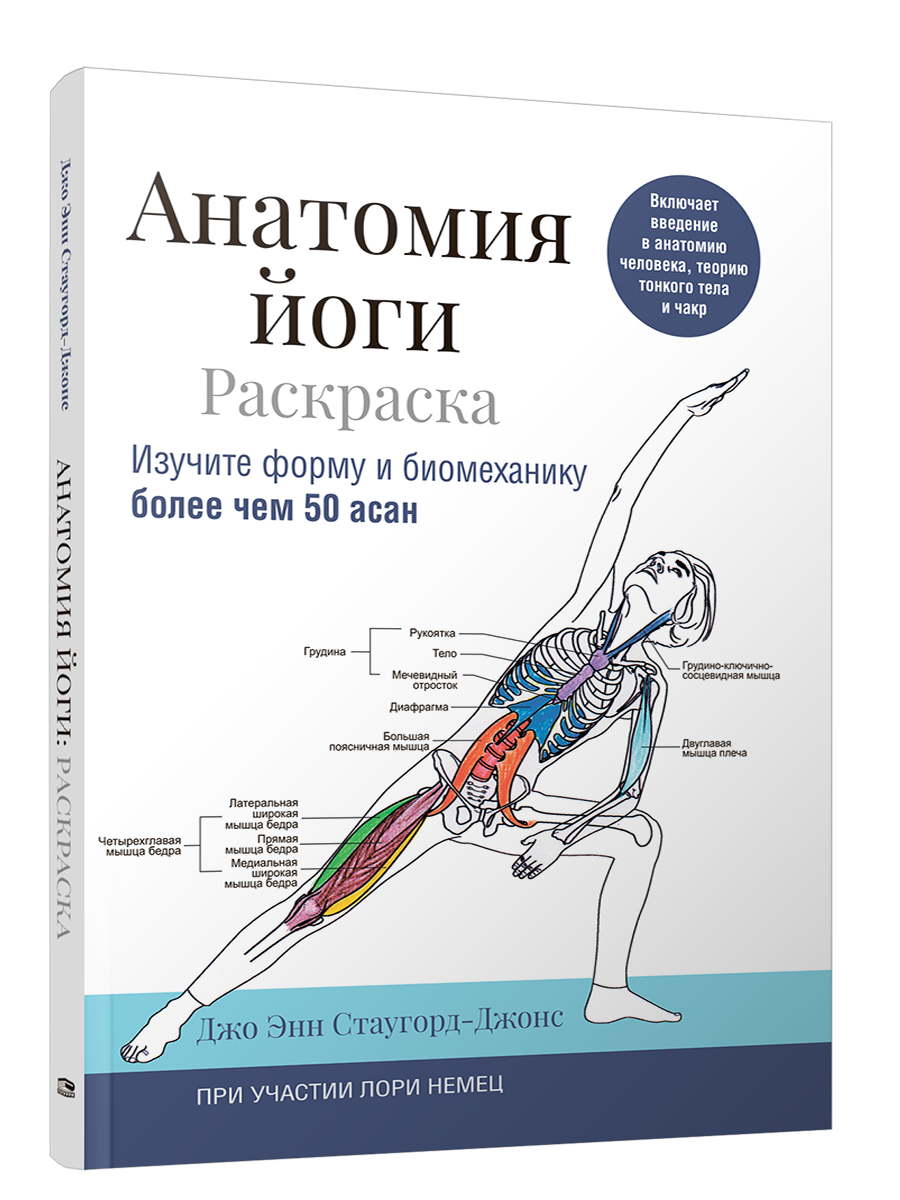 Джо Энн Стаугорд-Джонс
АНАТОМИЯ ЙОГИ: РАСКРАСКА
Анатомия
йоги
Раскраска
Изучите форму и биомеханику
более чем 50 асан
Включает
введение
в анатомию
человека, теорию
тонкого тела
и чакр
Грудина
Рукоятка
Тело
Мечевидный
отросток
Диафрагма
Большая
поясничная мышца
Грудино-ключично-
сосцевидная мышца
Двуглавая
мышца плеча
Четырехглавая
мышца бедра
Латеральная
широкая
мышца бедра
Прямая
мышца бедра
Медиальная
широкая
мышца бедра
Джо Энн Стаугорд-Джонс
ПРИ УЧАСТИИ ЛОРИ НЕМЕЦ